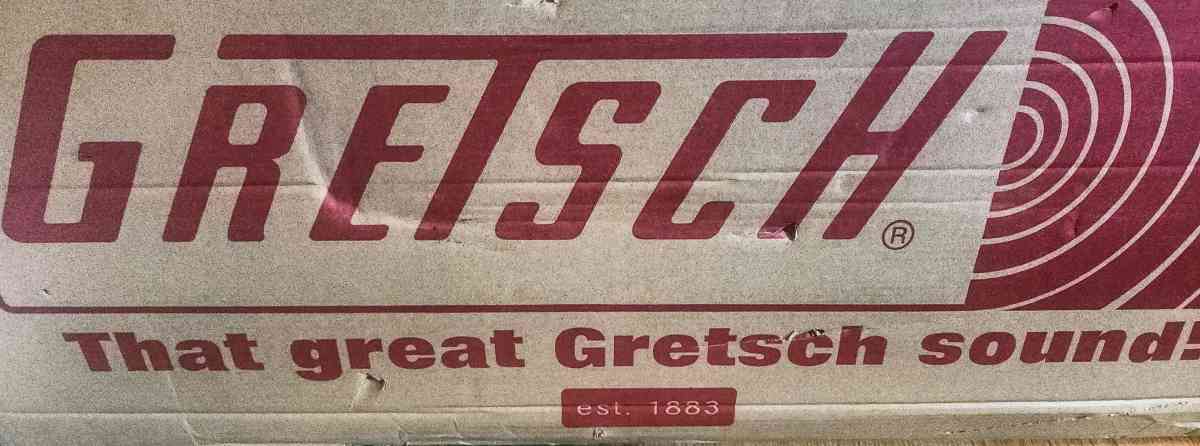 GRETSCH®
That great Gretsch sound!
est. 1883